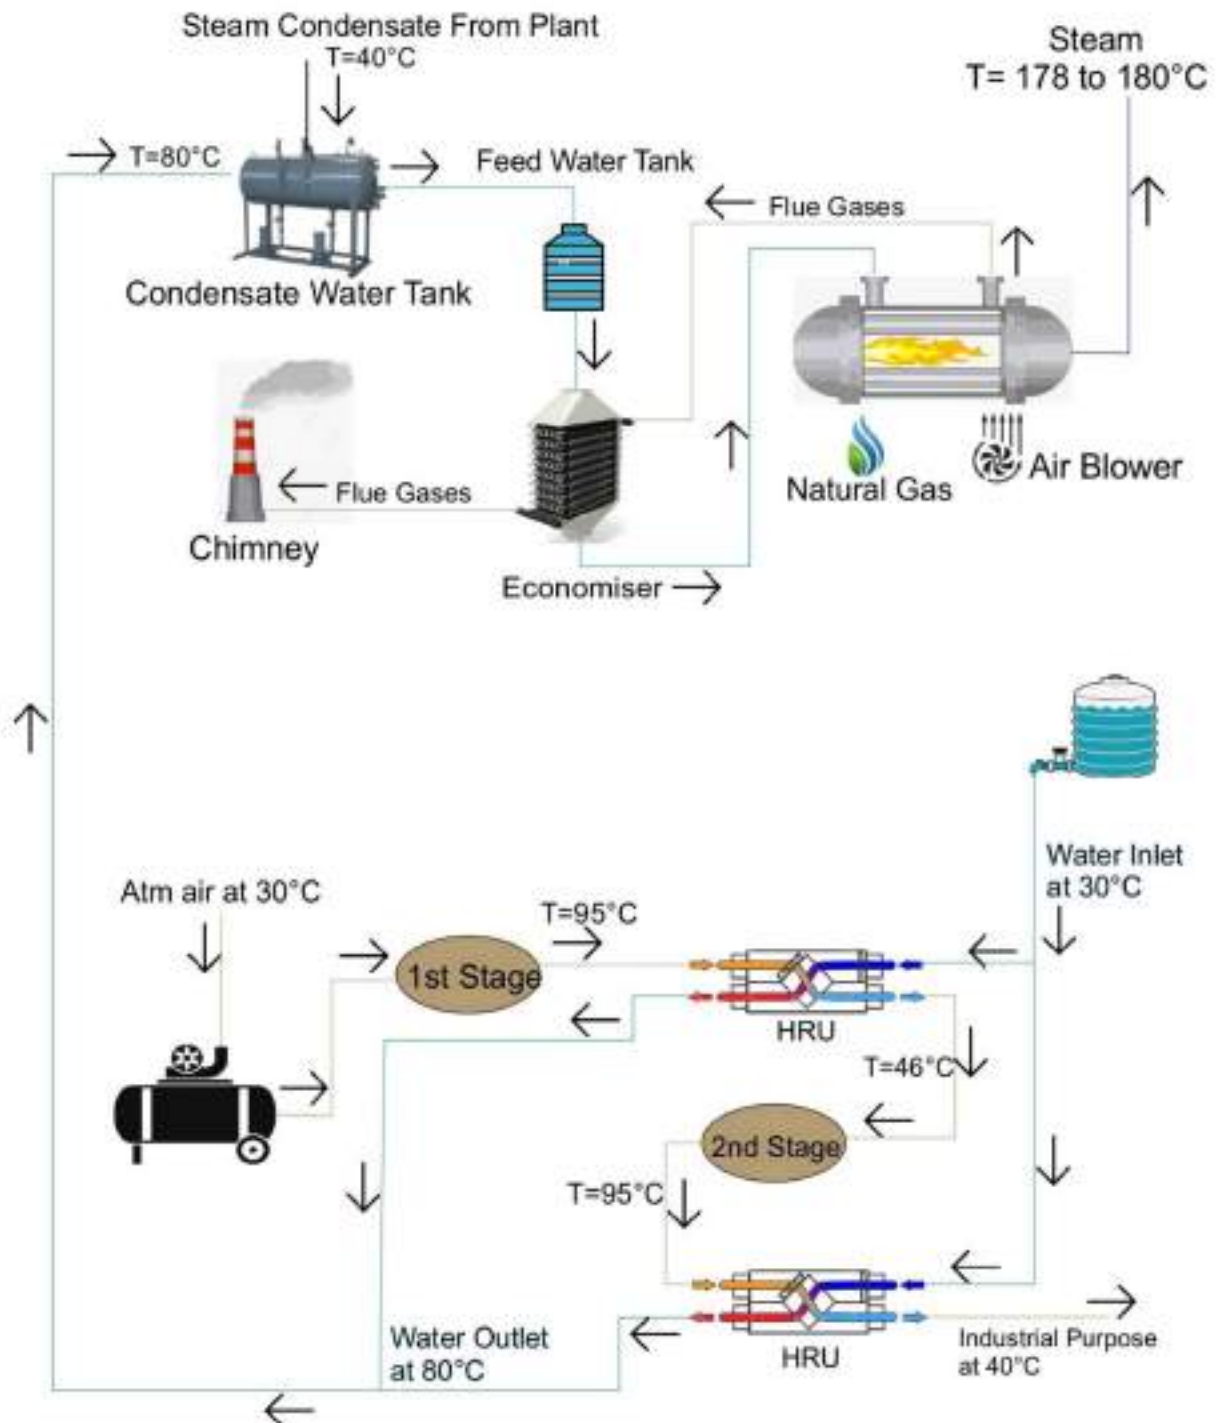 Steam Condensate From Plant
T=40°C
Steam
T= 178 to 180°C
T=80°C
Feed Water Tank
Flue Gases
Condensate Water Tank
Natural Gas
Air Blower
Flue Gases
Chimney
Economiser
Water Inlet
at 30°C
Atm air at 30°C
T=95°C
1st Stage
HRU
T=46°C
2nd Stage
T=95°C
Water Outlet
at 80°C
HRU
Industrial Purpose
at 40°C